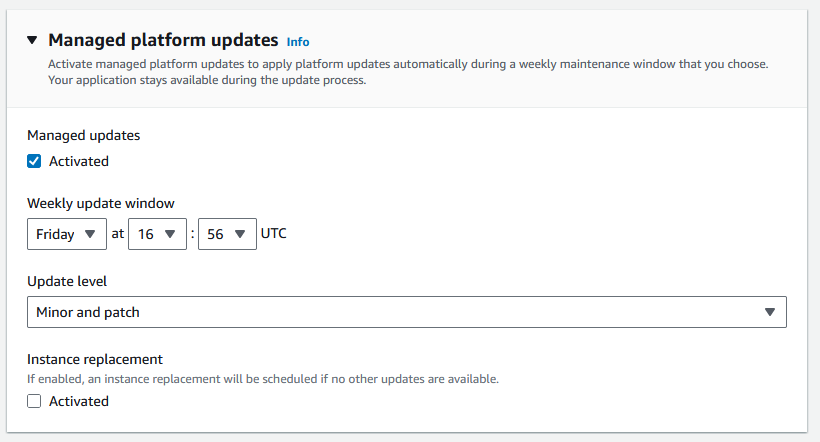 Managed platform updates Info
Activate managed platform updates to apply platform updates automatically during a weekly maintenance window that you choose.
Your application stays available during the update process.
Managed updates
Activated
Weekly update window
Friday at 16 : 56 UTC
Update level
Minor and patch
Instance replacement
If enabled, an instance replacement will be scheduled if no other updates are available.
Activated